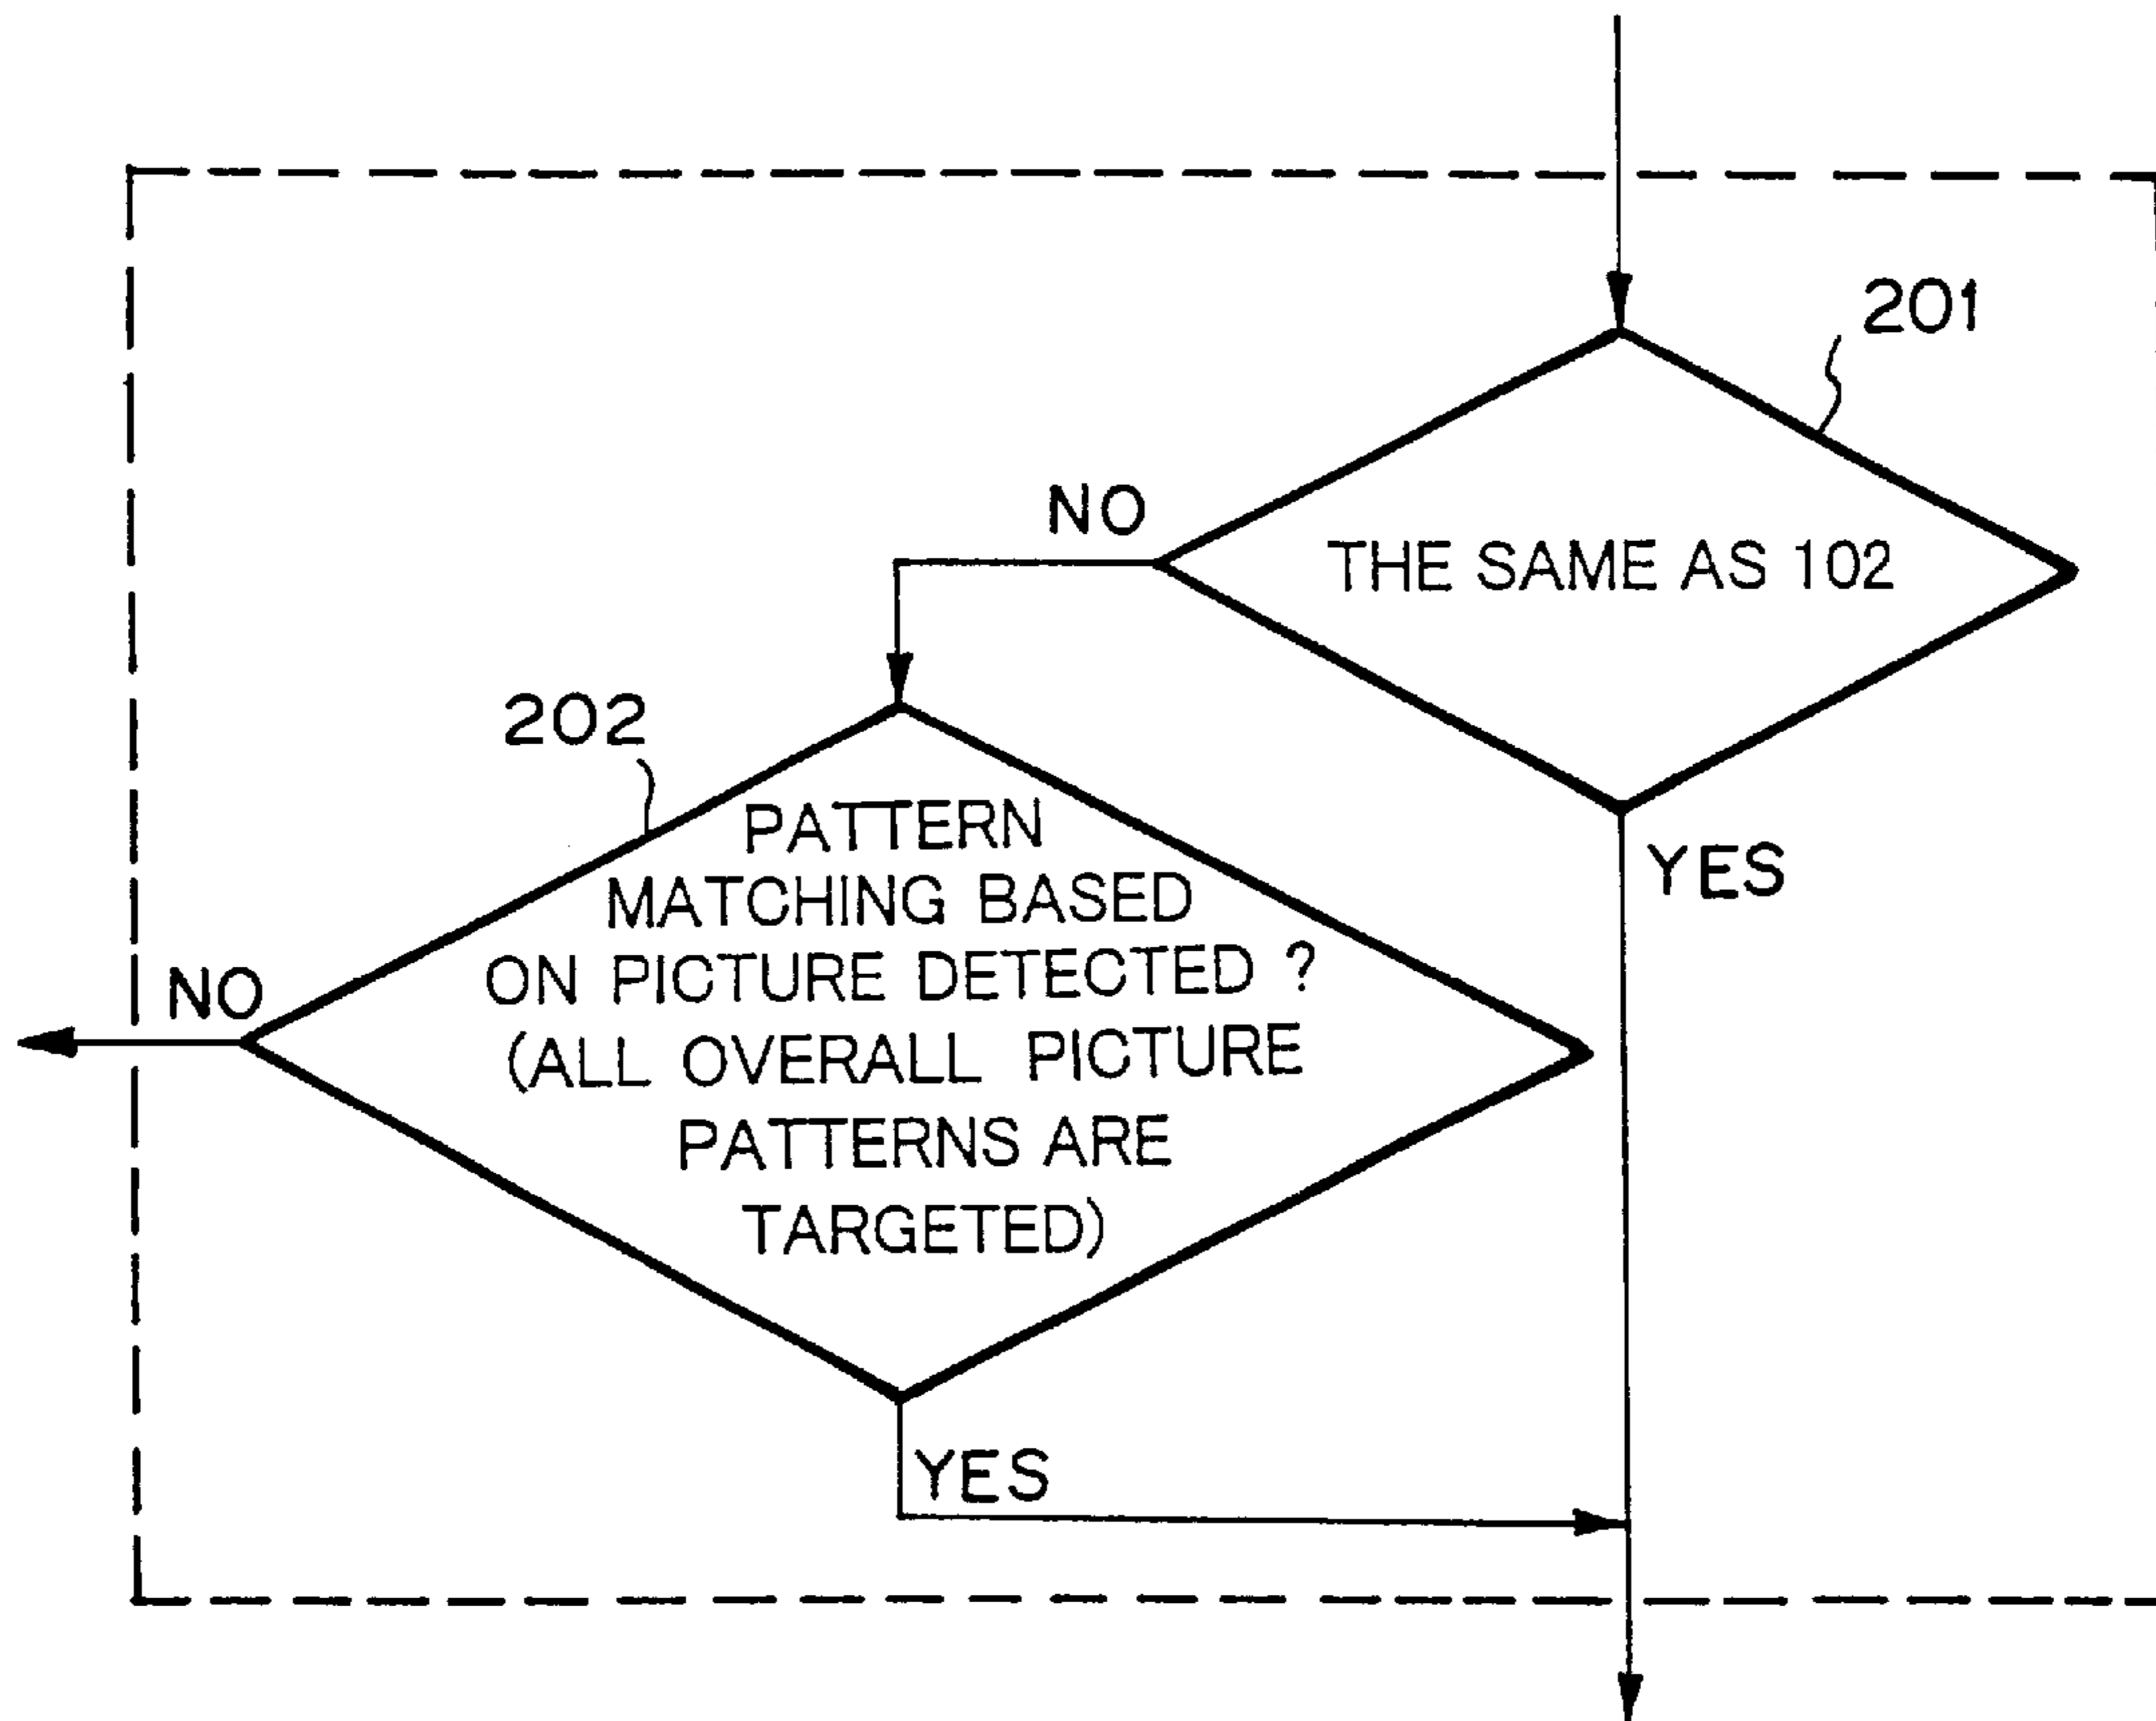 201
NO
THE SAME AS 102
202
YES
PATTERN
MATCHING BASED
ON PICTURE DETECTED ?
(ALL OVERALL PICTURE
PATTERNS ARE
TARGETED)
NO
YES